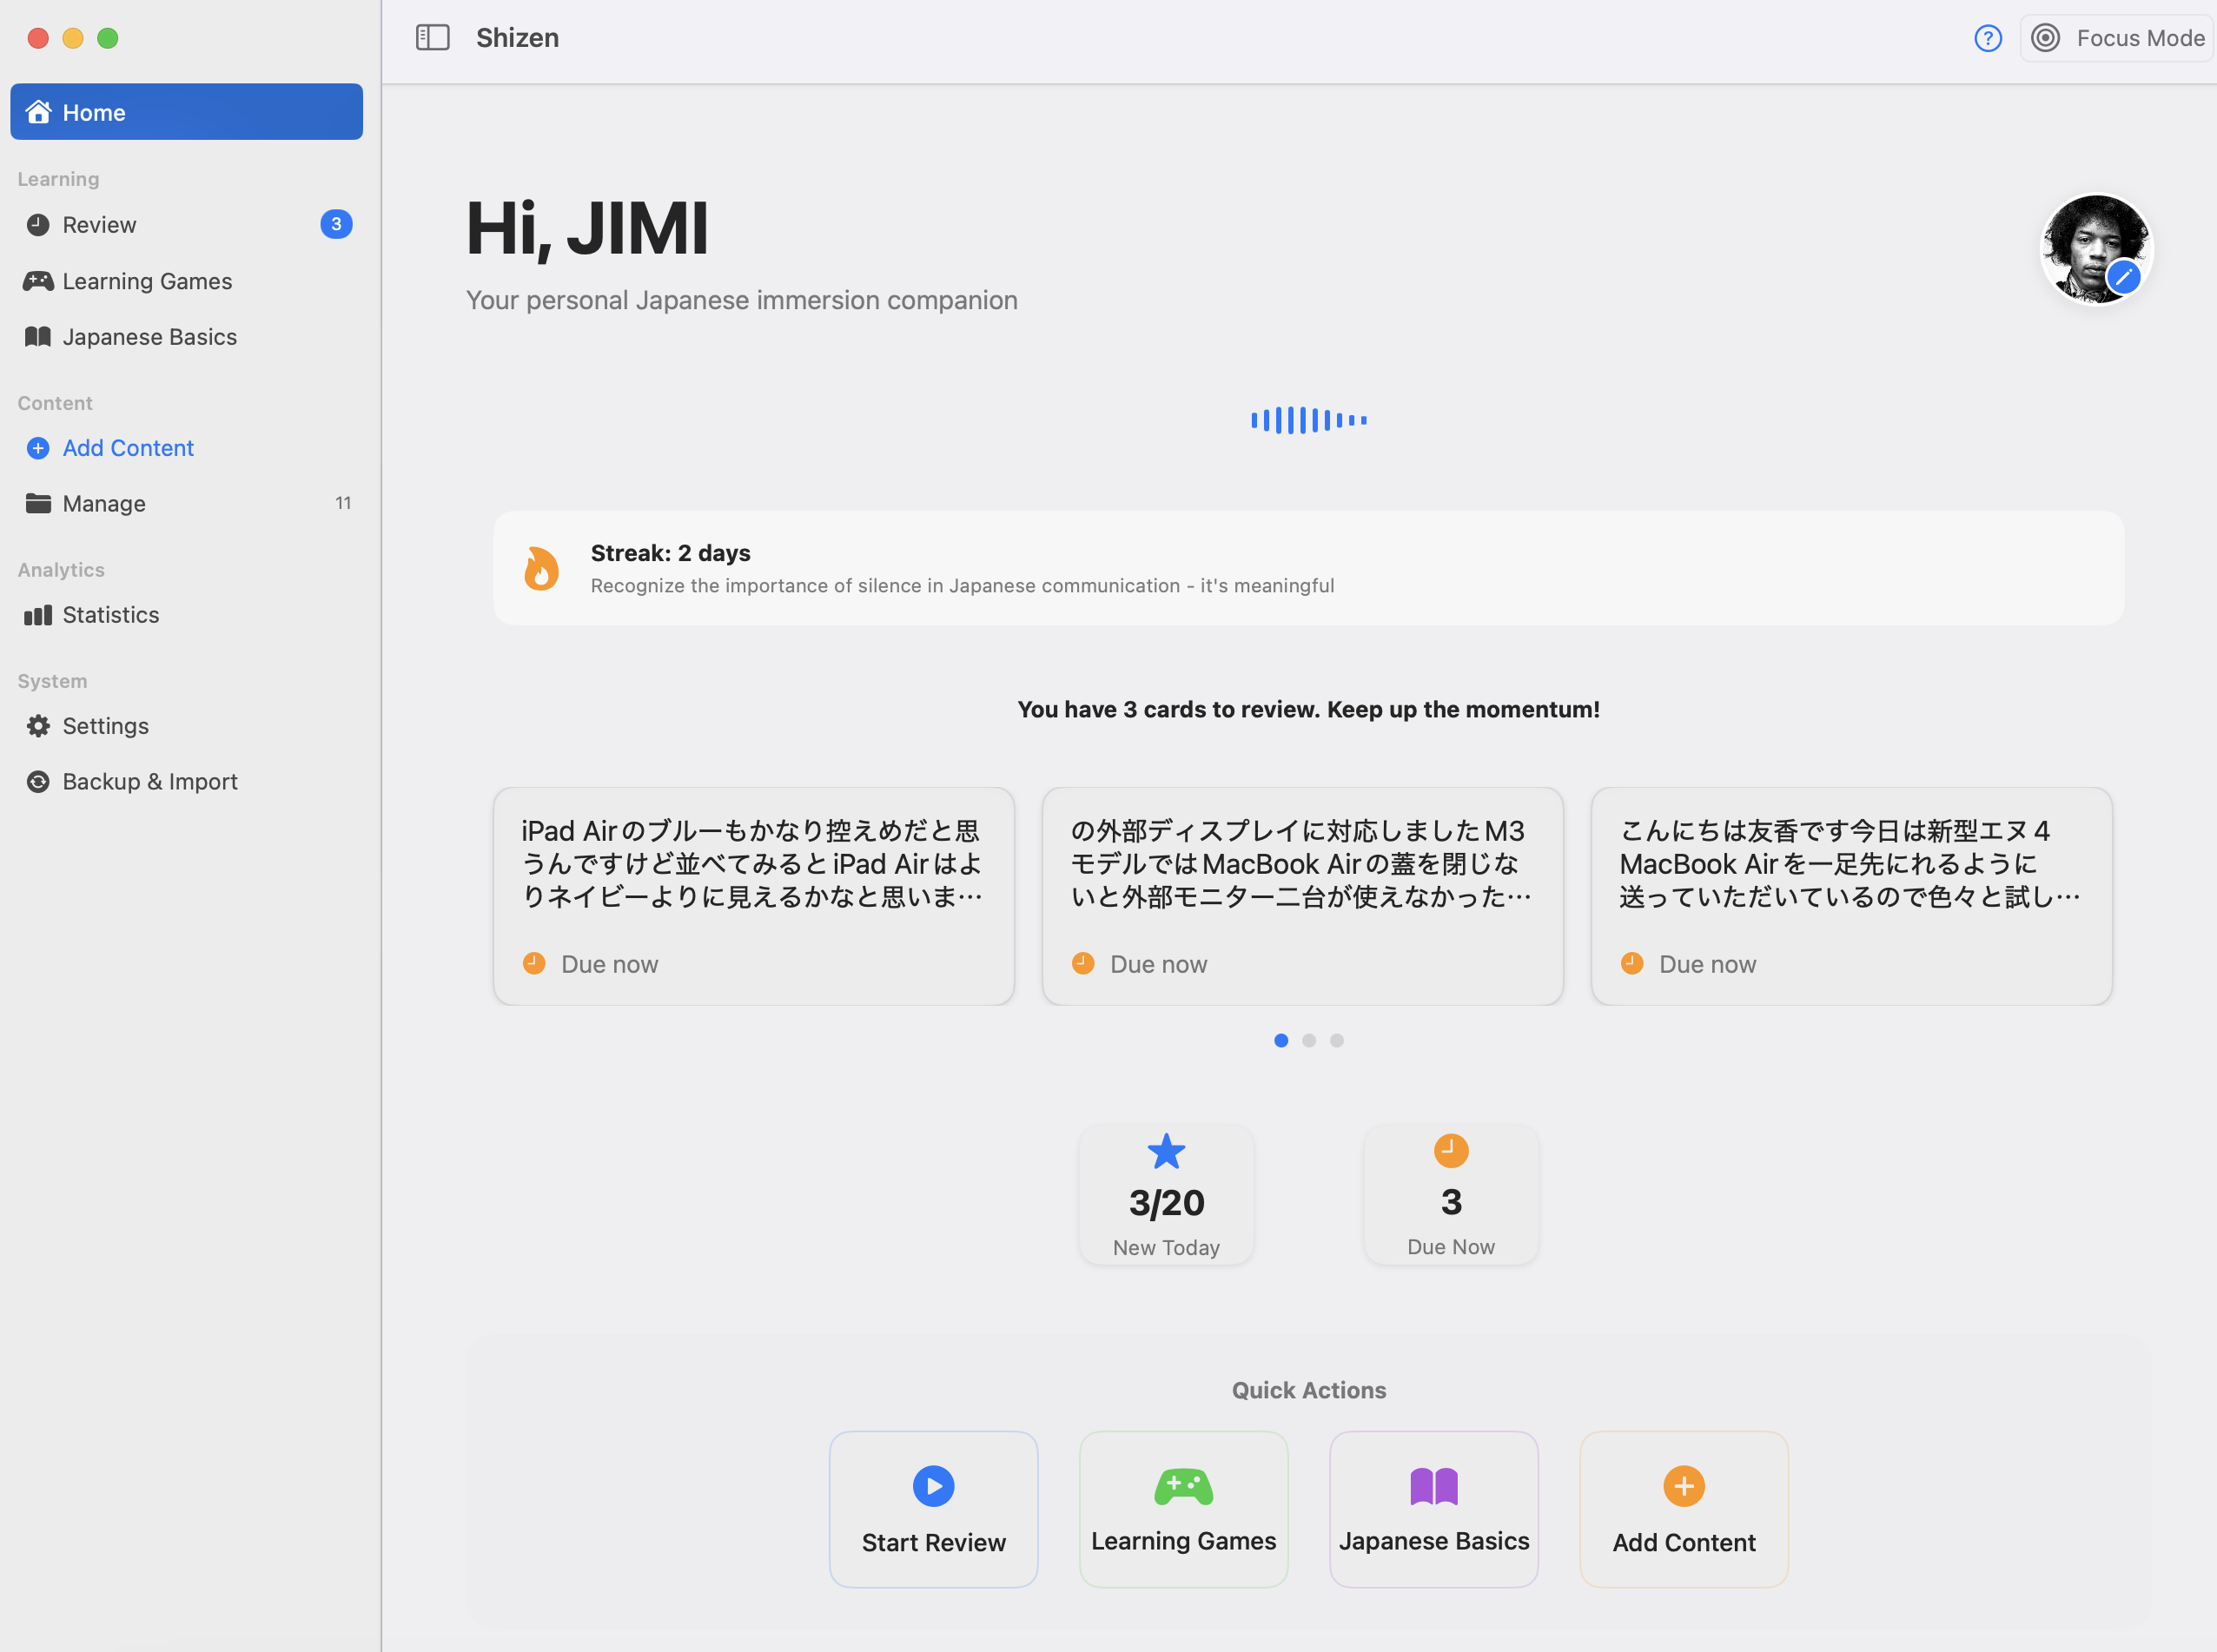 Shizen
Focus Mode
Home
Learning
Review
3
Learning Games
Japanese Basics
Content
Add Content
Manage
11
Analytics
Statistics
System
Settings
Backup & Import
Hi, JIMI
Your personal Japanese immersion companion
Streak: 2 days
Recognize the importance of silence in Japanese communication - it's meaningful
You have 3 cards to review. Keep up the momentum!
iPad Airのブルーもかなり控えめだと思
うんですけど並べてみるとiPad Airはよ
りネイビーよりに見えるかなと思いま…
Due now
の外部ディスプレイに対応しましたM3
モデルではMacBook Airの蓋を閉じな
いと外部モニター二台が使えなかった…
Due now
こんにちは友香です今日は新型エヌ4
MacBook Airを一足先にれるように
送っていただいているので色々と試し…
Due now
3/20
New Today
3
Due Now
Quick Actions
Start Review
Learning Games
Japanese Basics
Add Content